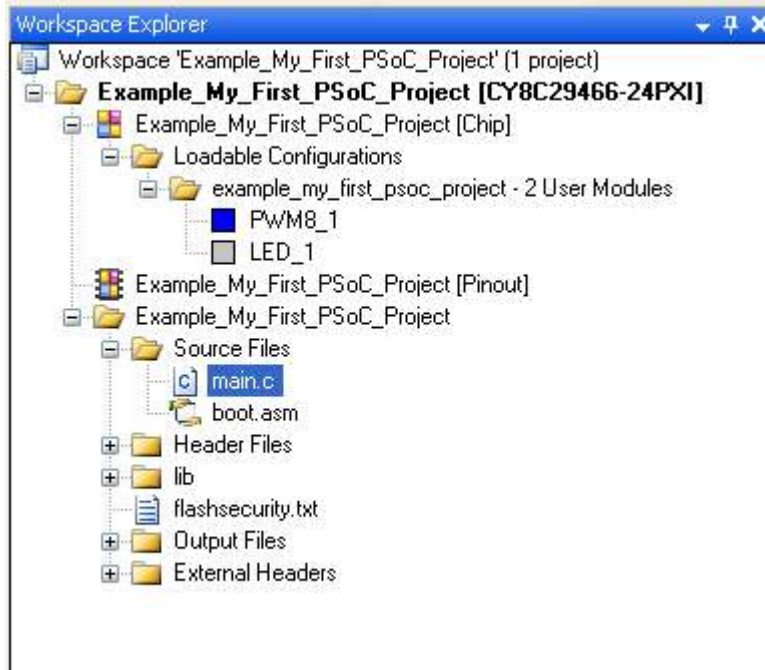 Workspace Explorer
Workspace 'Example_My_First_PSoC_Project' (1 project)
Example_My_First_PSoC_Project [CY8C29466-24PXI]
Example_My_First_PSoC_Project [Chip]
Loadable Configurations
example_my_first_psoc_project - 2 User Modules
PWM8_1
LED_1
Example_My_First_PSoC_Project [Pinout]
Example_My_First_PSoC_Project
Source Files
main.c
boot.asm
Header Files
lib
flashsecurity.txt
Output Files
External Headers